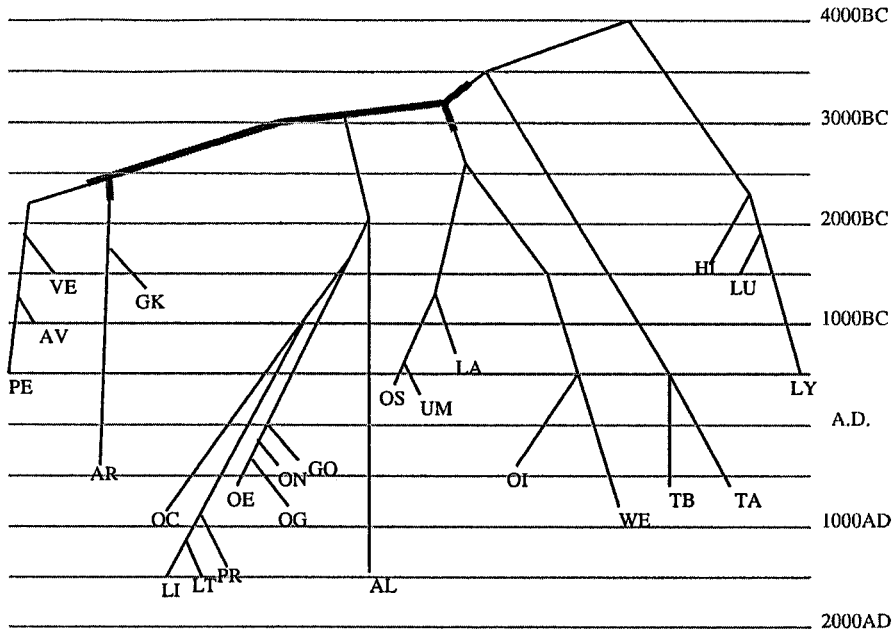 4000BC
3000BC
2000BC
HI
VE
LU
GK
1000BC
AV
LA
PE
OS
LY
UM
A.D.
GO
AR
ON
OI
OE
TB
TA
OC
OG
WE
1000AD
PR
LI
LT
AL
2000AD